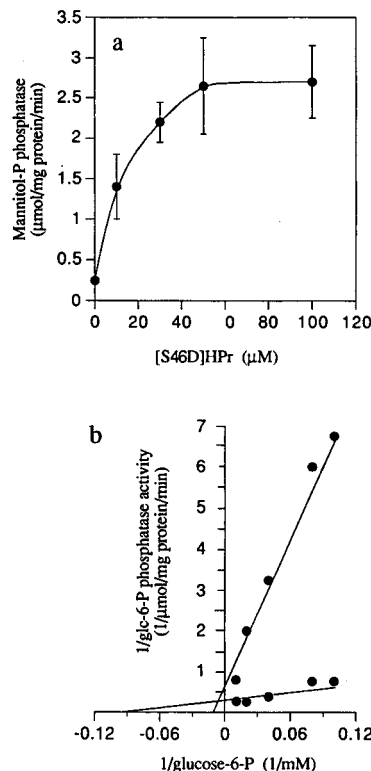 a
Mannitol-P phosphatase
(μmol/mg protein/min)
3.5
3
2.5
2
1.5
1
0.5
0
0 20 40 60 0 80 100 120
[S46D]HPr (μM)
b
1/glc-6-P phosphatase activity
(1/μmol/mg protein/min)
7
6
5
4
3
2
1
-0.12 -0.06 0 0.06 0.12
1/glucose-6-P (1/mM)